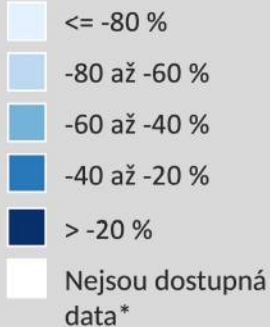 <= -80 %
-80 až -60 %
-60 až -40 %
-40 až -20 %
> -20 %
Nejsou dostupná
data*